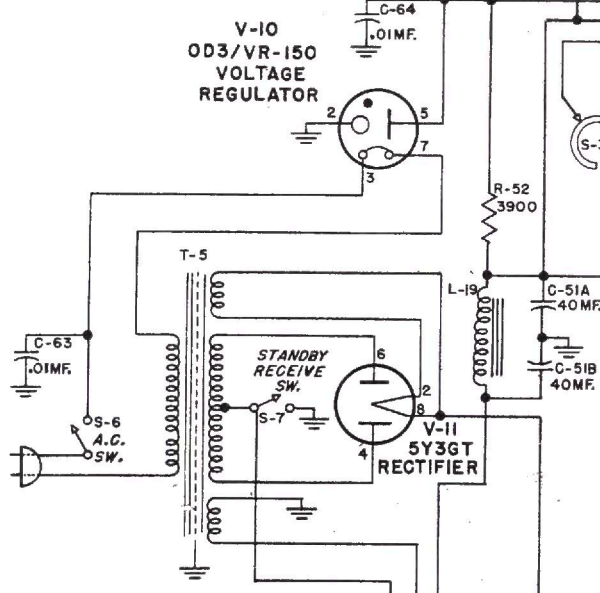 C-64
.01MF.
V-10
OD3/VR-150
VOLTAGE
REGULATOR
2
5
7
3
S-
R-52
3900
T-5
L-19
C-51A
40MF.
C-63
.01MF.
STANDBY
RECEIVE
SW.
S-7
6
2
8
4
C-51B
40MF.
S-6
A.C.
SW.
V-11
5Y3GT
RECTIFIER